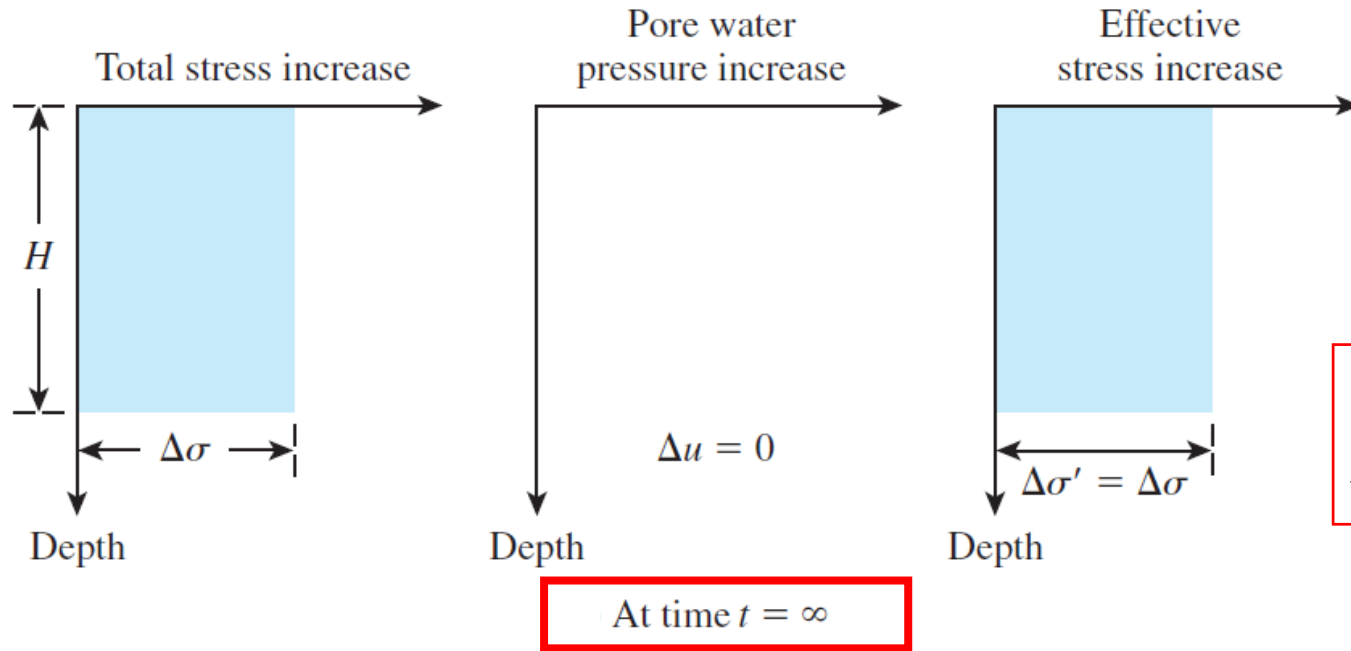 Total stress increase
Pore water
pressure increase
Effective
stress increase
H
Δσ
Δu = 0
Δσ′ = Δσ
Depth
Depth
Depth
At time t = ∞